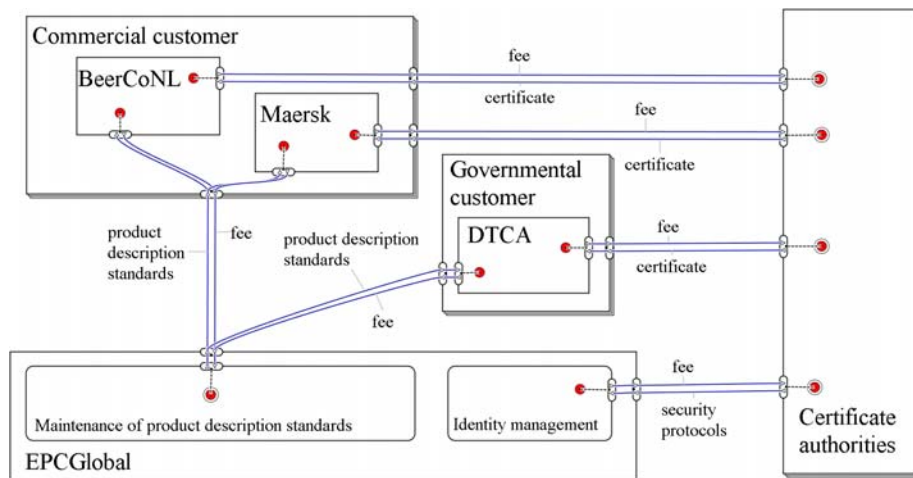 Commercial customer
BeerCoNL
Maersk
fee
certificate
fee
certificate
Governmental
customer
DTCA
fee
certificate
product
description
standards
fee
product description
standards
fee
fee
security
protocols
Maintenance of product description standards
Identity management
EPCGlobal
Certificate
authorities